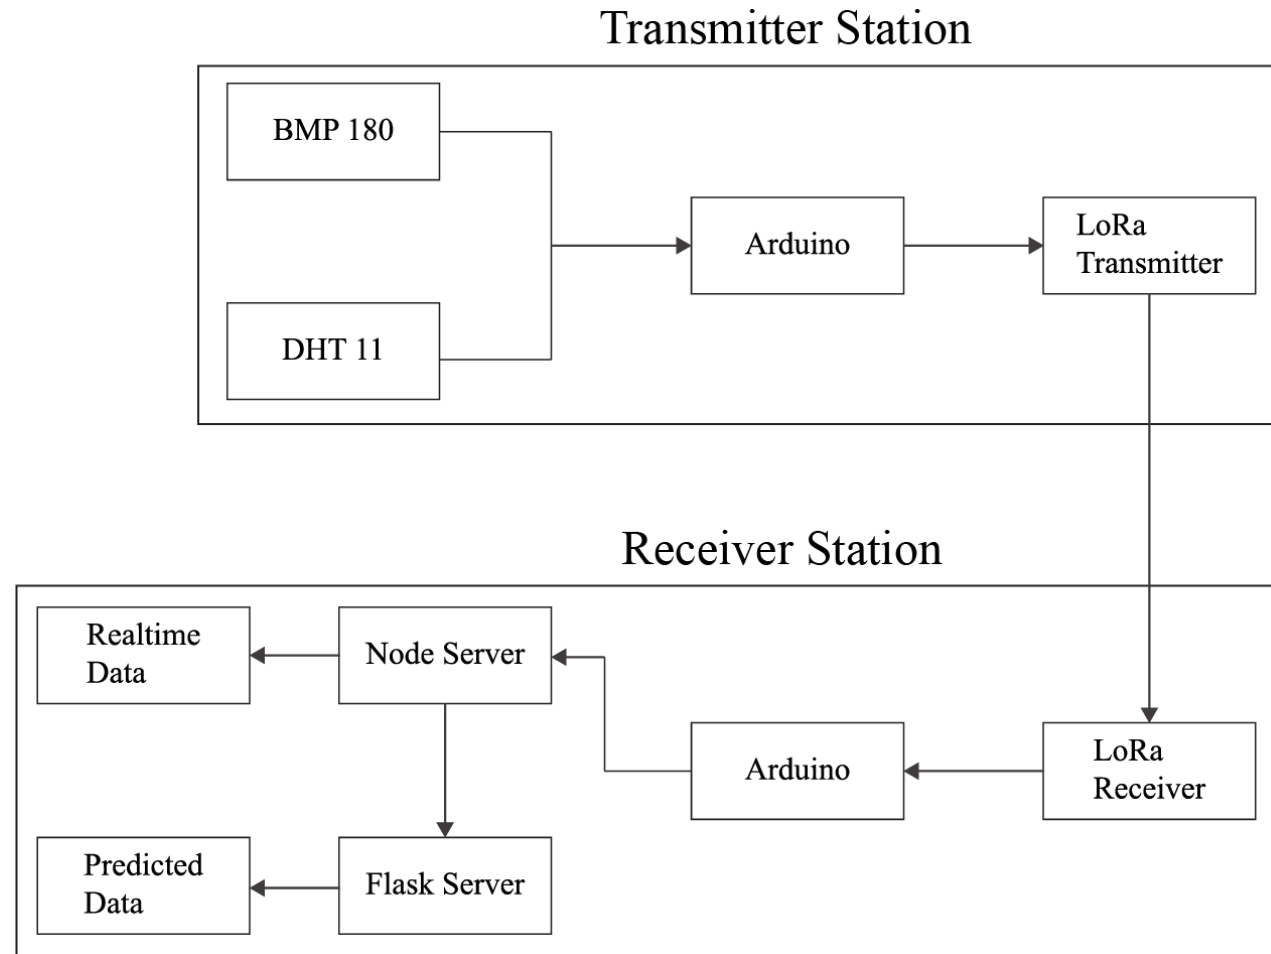 Transmitter Station
BMP 180
DHT 11
Arduino
LoRa
Transmitter
Receiver Station
Realtime
Data
Node Server
Arduino
LoRa
Receiver
Predicted
Data
Flask Server